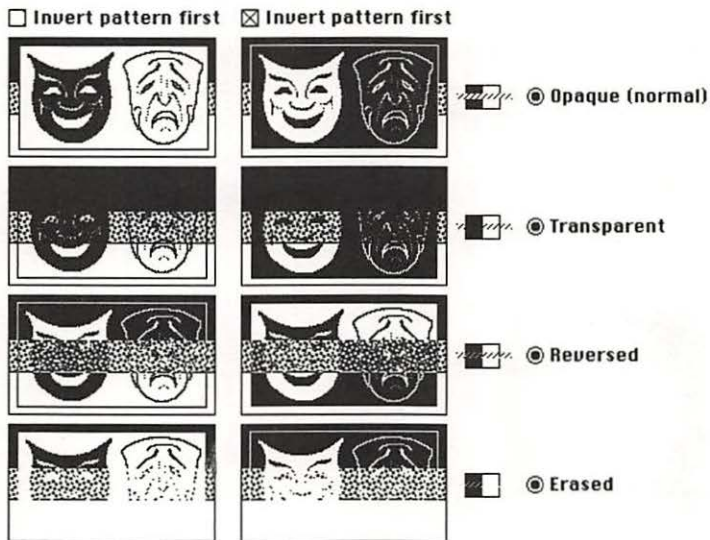 Invert pattern first
Invert pattern first
Opaque (normal)
Transparent
Reversed
Erased